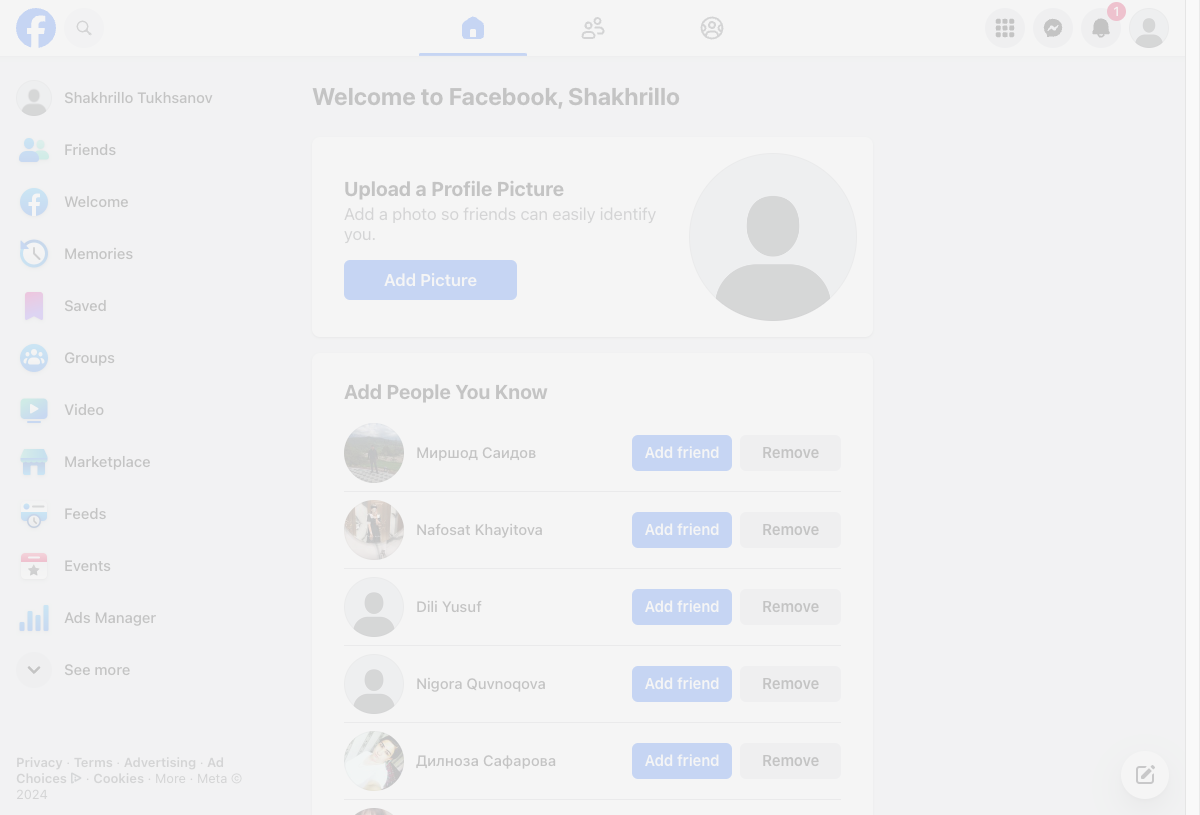 1
Shakhrillo Tukhsanov
Friends
Welcome
Memories
Saved
Groups
Video
Marketplace
Feeds
Events
Ads Manager
See more
Privacy · Terms · Advertising · Ad
Choices · Cookies · More · Meta ©
2024
Welcome to Facebook, Shakhrillo
Upload a Profile Picture
Add a photo so friends can easily identify
you.
Add Picture
Add People You Know
Миршод Саидов Add friend Remove
Nafosat Khayitova Add friend Remove
Dili Yusuf Add friend Remove
Nigora Quvnoqova Add friend Remove
Дилноза Сафарова Add friend Remove